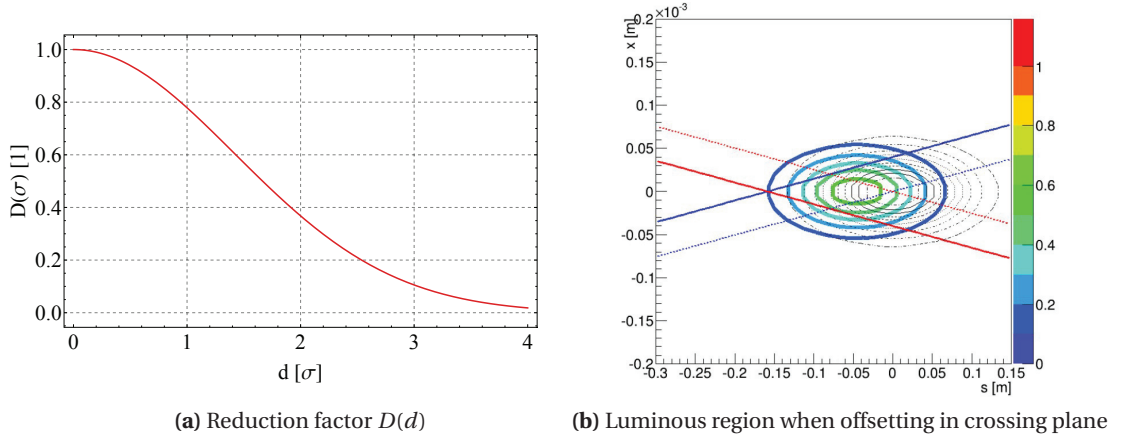 D(σ) [1]
1.0
0.8
0.6
0.4
0.2
0.0
0 1 2 3 4
d [σ]
(a) Reduction factor D(d)
×10⁻³
x [m]
0.2
0.15
0.1
0.05
0
-0.05
-0.1
-0.15
-0.2
-0.3 -0.25 -0.2 -0.15 -0.1 -0.05 0 0.05 0.1 0.15
s [m]
1
0.8
0.6
0.4
0.2
0
(b) Luminous region when offsetting in crossing plane